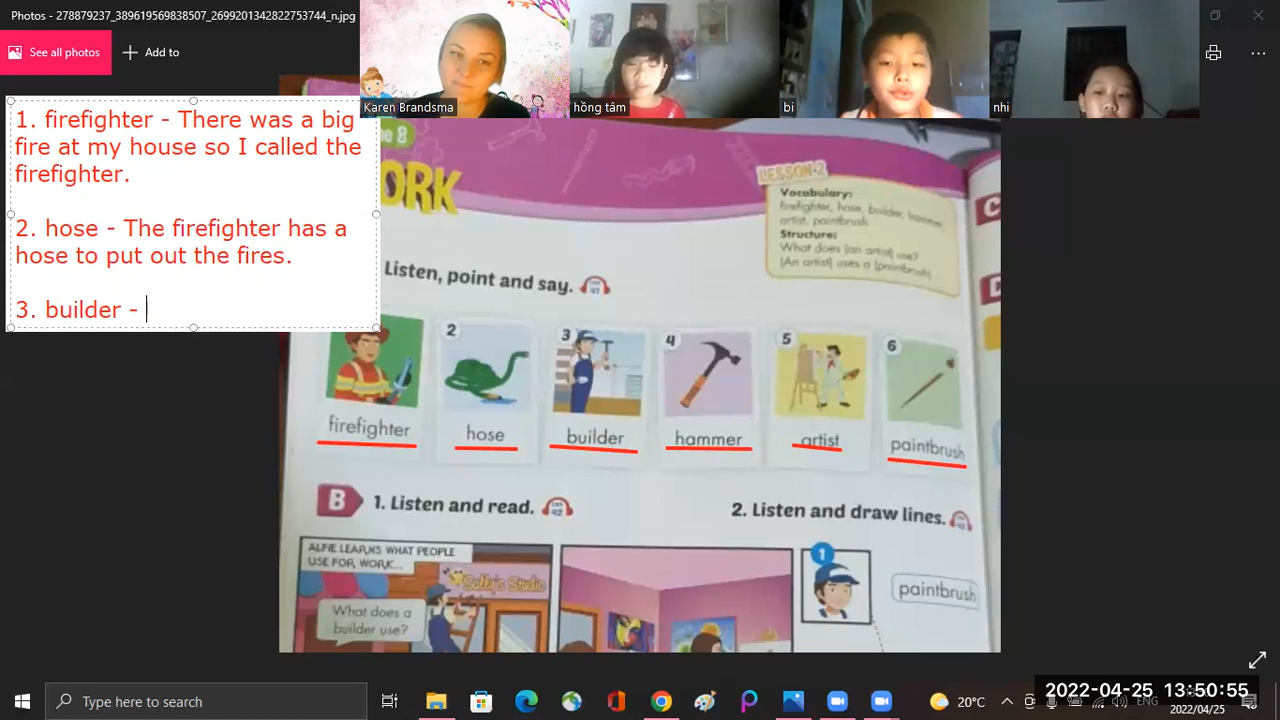 Photos - 278879237_389619569838507_2699201342822753744_n.jpg
See all photos
Add to
Karen Brandsma
hồng tâm
bi
nhi
1. firefighter - There was a big
fire at my house so I called the
firefighter.
2. hose - The firefighter has a
hose to put out the fires.
3. builder -
8
ORK
LESSON 2
Vocabulary:
firefighter, hose, builder, hammer,
artist, paintbrush
Structure:
What does (an artist) use?
(An artist) uses a (paintbrush).
C
D
Listen, point and say.
2
3
4
5
6
firefighter
hose
builder
hammer
artist
paintbrush
B
1. Listen and read.
2. Listen and draw lines.
ALFIE LEARNS WHAT PEOPLE
USE FOR WORK...
Sally's Studio
What does a
builder use?
1
paintbrush
Type here to search
20°C
ENG
2022-04-25 13:50:55
2022/04/25